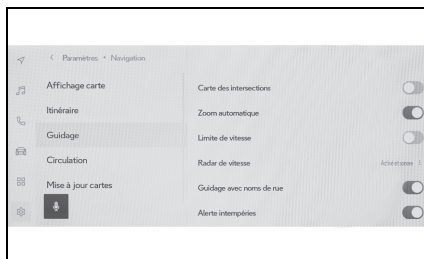 Paramètres • Navigation
Affichage carte
Itinéraire
Guidage
Circulation
Mise à jour cartes
Carte des intersections
Zoom automatique
Limite de vitesse
Radar de vitesse
Guidage avec noms de rue
Alerte intempéries